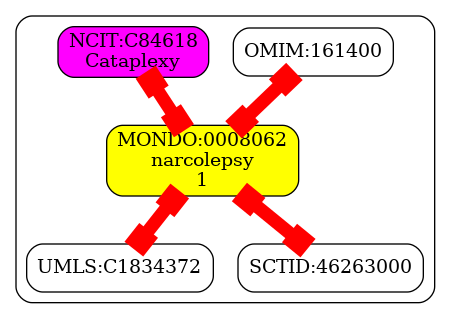 NCIT:C84618
Cataplexy
OMIM:161400
MONDO:0008062
narcolepsy
1
UMLS:C1834372
SCTID:46263000